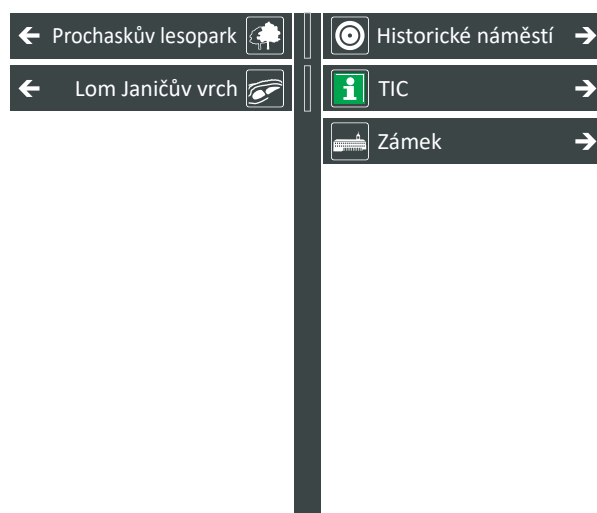 Prochaskův lesopark
Lom Janičův vrch
Historické náměstí
TIC
Zámek